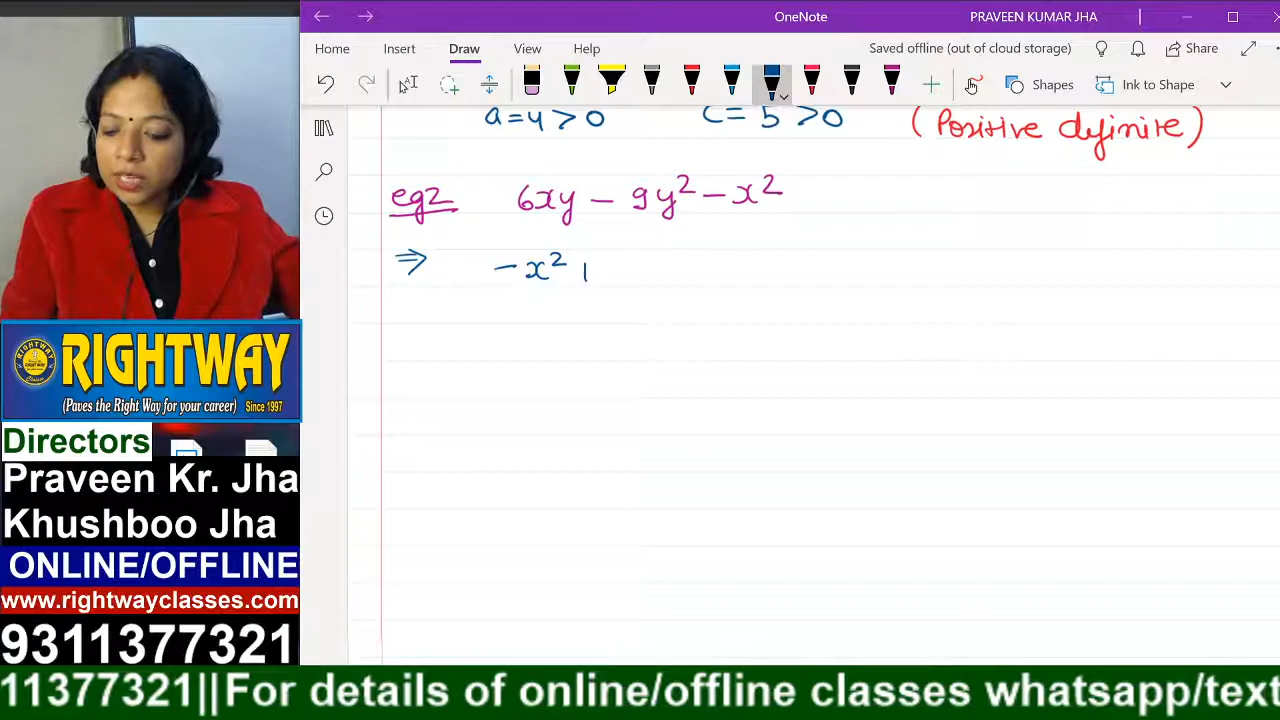 OneNote
PRAVEEN KUMAR JHA
Home Insert Draw View Help
Saved offline (out of cloud storage)
Share
Shapes
Ink to Shape
a=4>0 c=5>0 (Positive definite)
eg2 6xy - 9y² - x²
⇒ -x² |
RIGHTWAY
(Paves the Right Way for your career) Since 1997
Directors
Praveen Kr. Jha
Khushboo Jha
ONLINE/OFFLINE
www.rightwayclasses.com
9311377321
11377321||For details of online/offline classes whatsapp/text